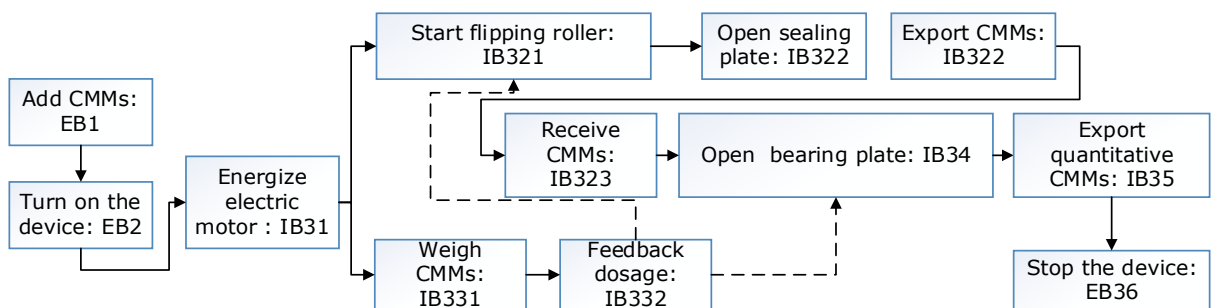 Start flipping roller:
IB321
Open sealing
plate: IB322
Export CMMs:
IB322
Add CMMs:
EB1
Receive
CMMs:
IB323
Open  bearing plate: IB34
Export
quantitative
CMMs: IB35
Turn on the
device: EB2
Energize
electric
motor : IB31
Weigh
CMMs:
IB331
Feedback
dosage:
IB332
Stop the device:
EB36